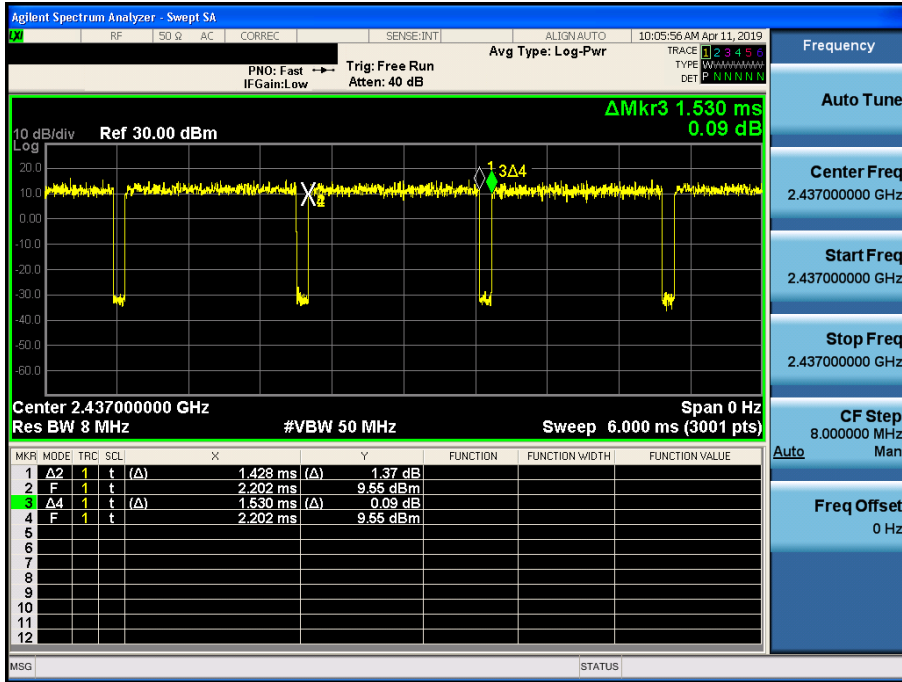 Agilent Spectrum Analyzer - Swept SA
LXI RF 50 Ω AC CORREC SENSE:INT ALIGN AUTO 10:05:56 AM Apr 11, 2019
Avg Type: Log-Pwr TRACE 1 2 3 4 5 6
PNO: Fast Trig: Free Run TYPE WWWWWW
IFGain:Low Atten: 40 dB DET P N N N N N
ΔMkr3 1.530 ms
0.09 dB
10 dB/div Ref 30.00 dBm
Log
20.0
10.0
0.00
-10.0
-20.0
-30.0
-40.0
-50.0
-60.0
1 3Δ4
X
Center 2.437000000 GHz Span 0 Hz
Res BW 8 MHz #VBW 50 MHz Sweep 6.000 ms (3001 pts)
MKR MODE TRC SCL X Y FUNCTION FUNCTION WIDTH FUNCTION VALUE
1 Δ2 1 t (Δ) 1.428 ms (Δ) 1.37 dB
2 F 1 t 2.202 ms 9.55 dBm
3 Δ4 1 t (Δ) 1.530 ms (Δ) 0.09 dB
4 F 1 t 2.202 ms 9.55 dBm
5
6
7
8
9
10
11
12
MSG STATUS
Frequency
Auto Tune
Center Freq
2.437000000 GHz
Start Freq
2.437000000 GHz
Stop Freq
2.437000000 GHz
CF Step
8.000000 MHz
Auto Man
Freq Offset
0 Hz